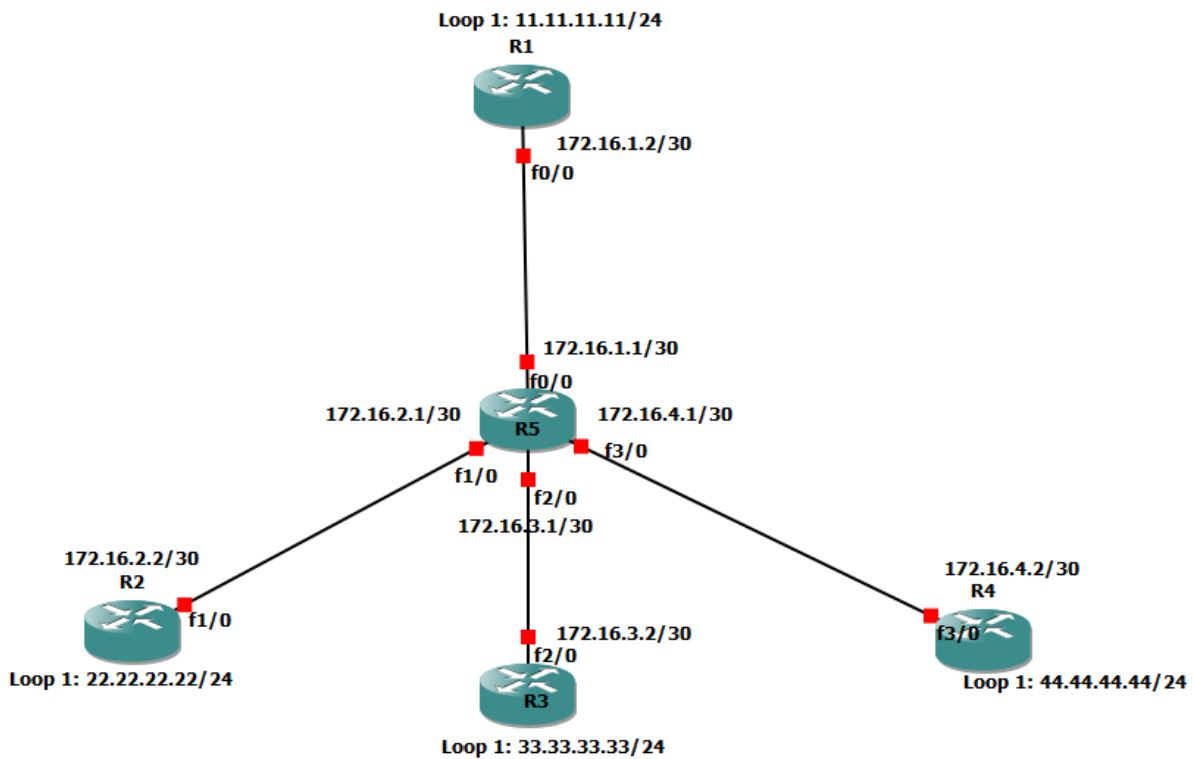 Loop 1: 11.11.11.11/24
R1
172.16.1.2/30
f0/0
172.16.1.1/30
f0/0
172.16.2.1/30
172.16.4.1/30
R5
f3/0
f1/0
f2/0
172.16.3.1/30
172.16.2.2/30
R2
f1/0
Loop 1: 22.22.22.22/24
172.16.3.2/30
f2/0
R3
Loop 1: 33.33.33.33/24
172.16.4.2/30
R4
f3/0
Loop 1: 44.44.44.44/24